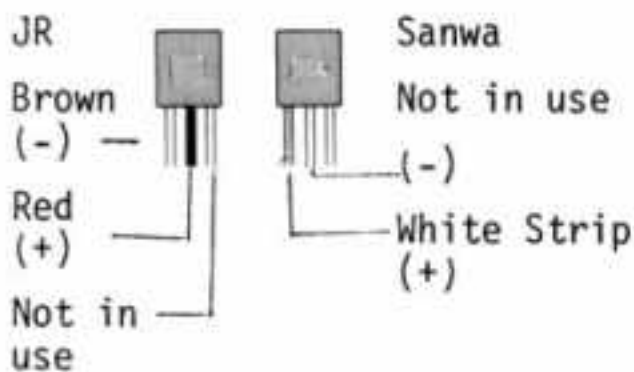 JR
Brown
(-)
Red
(+)
Not in
use
Sanwa
Not in use
(-)
White Strip
(+)